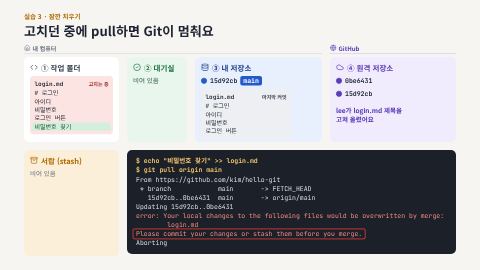 실습 3 · 잠깐 치우기
고치던 중에 pull하면 Git이 멈춰요
내 컴퓨터
GitHub
① 작업 폴더
login.md 고치는 중
# 로그인
아이디
비밀번호
로그인 버튼
비밀번호 찾기
② 대기실
비어 있음
③ 내 저장소
15d92cb main
login.md 마지막 커밋
# 로그인
아이디
비밀번호
로그인 버튼
④ 원격 저장소
0be6431
15d92cb
lee가 login.md 제목을
고쳐 올렸어요
서랍 (stash)
비어 있음
$ echo "비밀번호 찾기" >> login.md
$ git pull origin main
From https://github.com/kim/hello-git
* branch main -> FETCH_HEAD
15d92cb..0be6431 main -> origin/main
Updating 15d92cb..0be6431
error: Your local changes to the following files would be overwritten by merge:
login.md
Please commit your changes or stash them before you merge.
Aborting